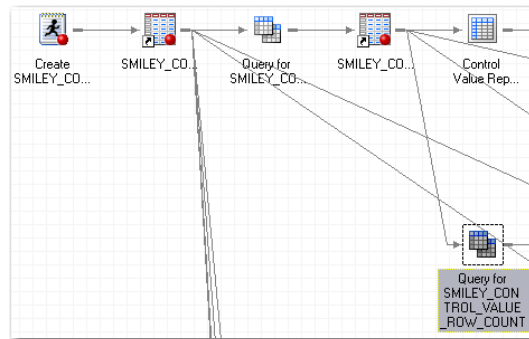 Create
SMILEY_CO...
SMILEY_CO...
Query for
SMILEY_CO...
SMILEY_CO...
Control
Value Rep...
Query for
SMILEY_CON
TROL_VALUE
_ROW_COUNT